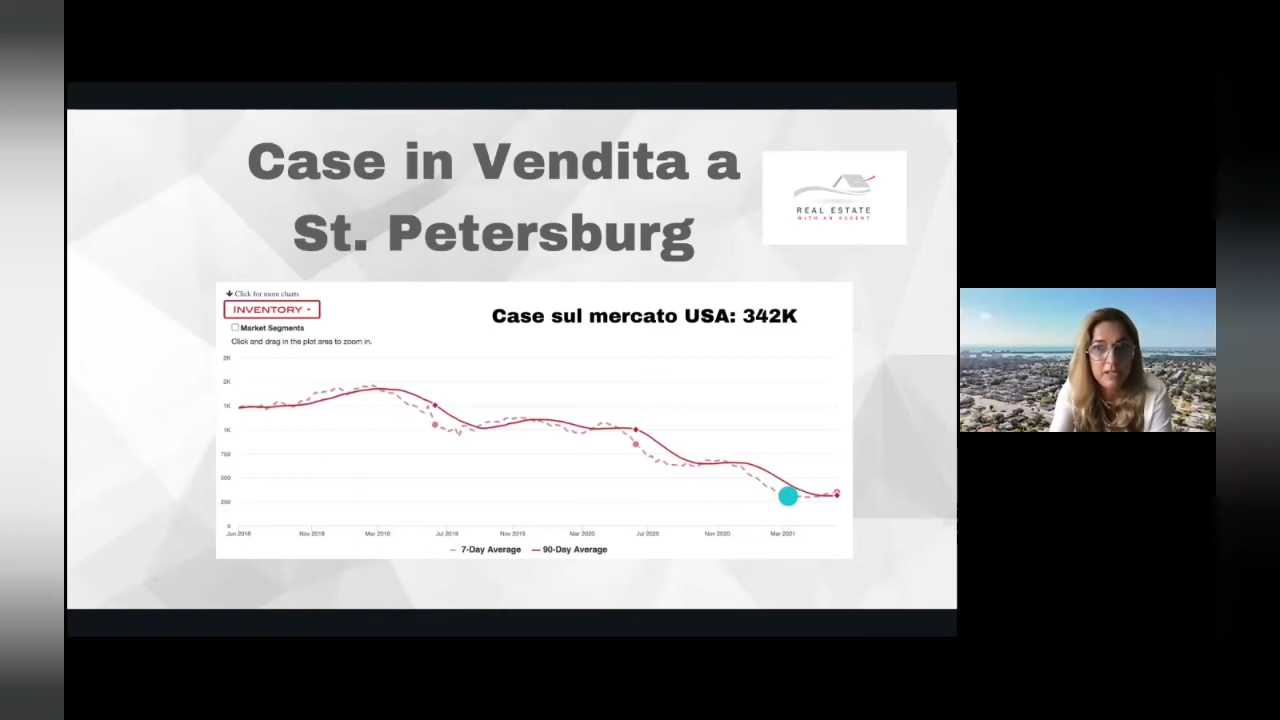 Case in Vendita a
St. Petersburg
REAL ESTATE
WITH AN ACCENT
Click for more charts
INVENTORY
Case sul mercato USA: 342K
Market Segments
Click and drag in the plot area to zoom in.
2K
2K
1K
1K
750
500
250
0
Jun 2018 Nov 2018 Mar 2019 Jul 2019 Nov 2019 Mar 2020 Jul 2020 Nov 2020 Mar 2021
7-Day Average 90-Day Average